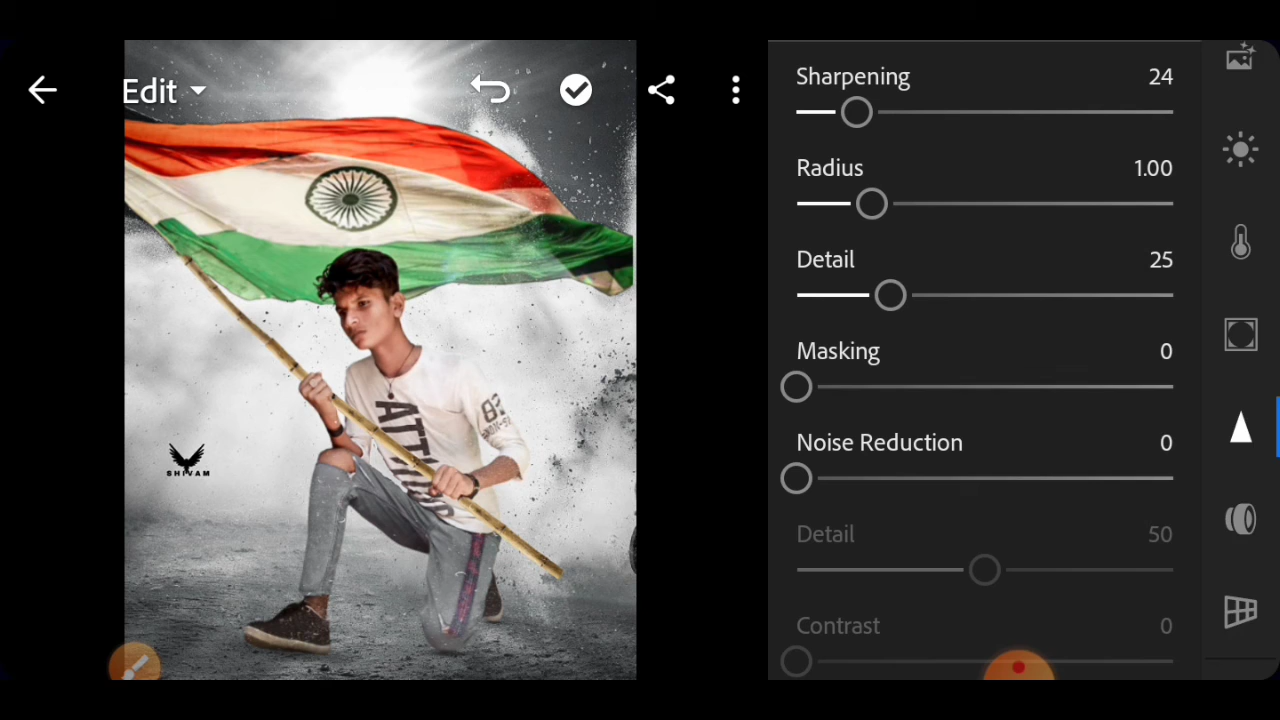 Edit
Sharpening 24
Radius 1.00
Detail 25
Masking 0
Noise Reduction 0
Detail 50
Contrast 0
SHIVAM